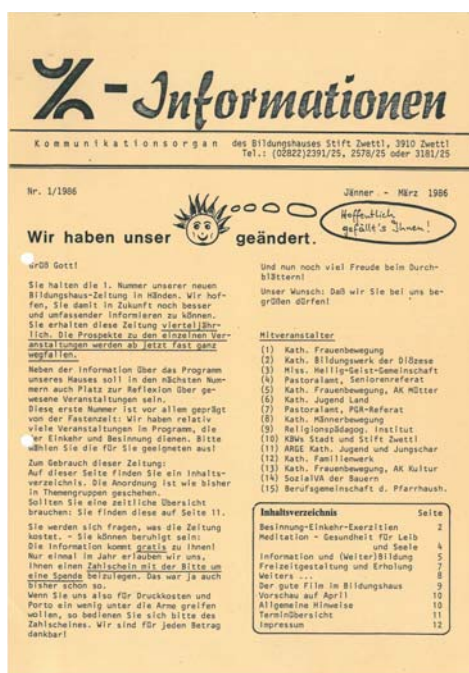 -Informationen
Kommunikationsorgan des Bildungshauses Stift Zwettl, 3910 Zwettl
Tel.: (02822)2391/25, 2578/25 oder 3181/25
Nr. 1/1986
Jänner - März 1986
Hoffentlich
gefällt's Ihnen!
Wir haben unser geändert.
Grüß Gott!
Sie halten die 1. Nummer unserer neuen
Bildungshaus-Zeitung in Händen. Wir hof-
fen, Sie damit in Zukunft noch besser
und umfassender informieren zu können.
Sie erhalten diese Zeitung vierteljähr-
lich. Die Prospekte zu den einzelnen Ver-
anstaltungen werden ab jetzt fast ganz
wegfallen.
Neben der Information über das Programm
unseres Hauses soll in den nächsten Num-
mern auch Platz zur Reflexion über ge-
wesene Veranstaltungen sein.
Diese erste Nummer ist vor allem geprägt
von der Fastenzeit: Wir haben relativ
viele Veranstaltungen im Programm, die
der Einkehr und Besinnung dienen. Bitte
wählen Sie die für Sie geeigneten aus!
Zum Gebrauch dieser Zeitung:
Auf dieser Seite finden Sie ein Inhalts-
verzeichnis. Die Anordnung ist wie bisher
in Themengruppen geschehen.
Sollten Sie eine zeitliche Übersicht
brauchen: Sie finden diese auf Seite 11.
Sie werden sich fragen, was die Zeitung
kostet. - Sie können beruhigt sein:
Die Information kommt gratis zu Ihnen!
Nur einmal im Jahr erlauben wir uns,
Ihnen einen Zahlschein mit der Bitte um
eine Spende beizulegen. Das war ja auch
bisher schon so.
Wenn Sie uns also für Druckkosten und
Porto ein wenig unter die Arme greifen
wollen, so bedienen Sie sich bitte des
Zahlscheines. Wir sind für jeden Betrag
dankbar!
Und nun noch viel Freude beim Durch-
blättern!
Unser Wunsch: Daß wir Sie bei uns be-
grüßen dürfen!
Mitveranstalter
(1) Kath. Frauenbewegung
(2) Kath. Bildungswerk der Diözese
(3) Miss. Heilig-Geist-Gemeinschaft
(4) Pastoralamt, Seniorenreferat
(5) Kath. Frauenbewegung, AK Mütter
(6) Kath. Jugend Land
(7) Pastoralamt, PGR-Referat
(8) Kath. Männerbewegung
(9) Religionspädagog. Institut
(10) KBWs Stadt und Stift Zwettl
(11) ARGE Kath. Jugend und Jungschar
(12) Kath. Familienwerk
(13) Kath. Frauenbewegung, AK Kultur
(14) SozialVA der Bauern
(15) Berufsgemeinschaft d. Pfarrhaush.
Inhaltsverzeichnis Seite
Besinnung-Einkehr-Exerzitien 2
Meditation - Gesundheit für Leib
und Seele 4
Information und (Weiter)Bildung 5
Freizeitgestaltung und Erholung 7
Weiters ... 8
Der gute Film im Bildungshaus 9
Vorschau auf April 10
Allgemeine Hinweise 10
Terminübersicht 11
Impressum 12